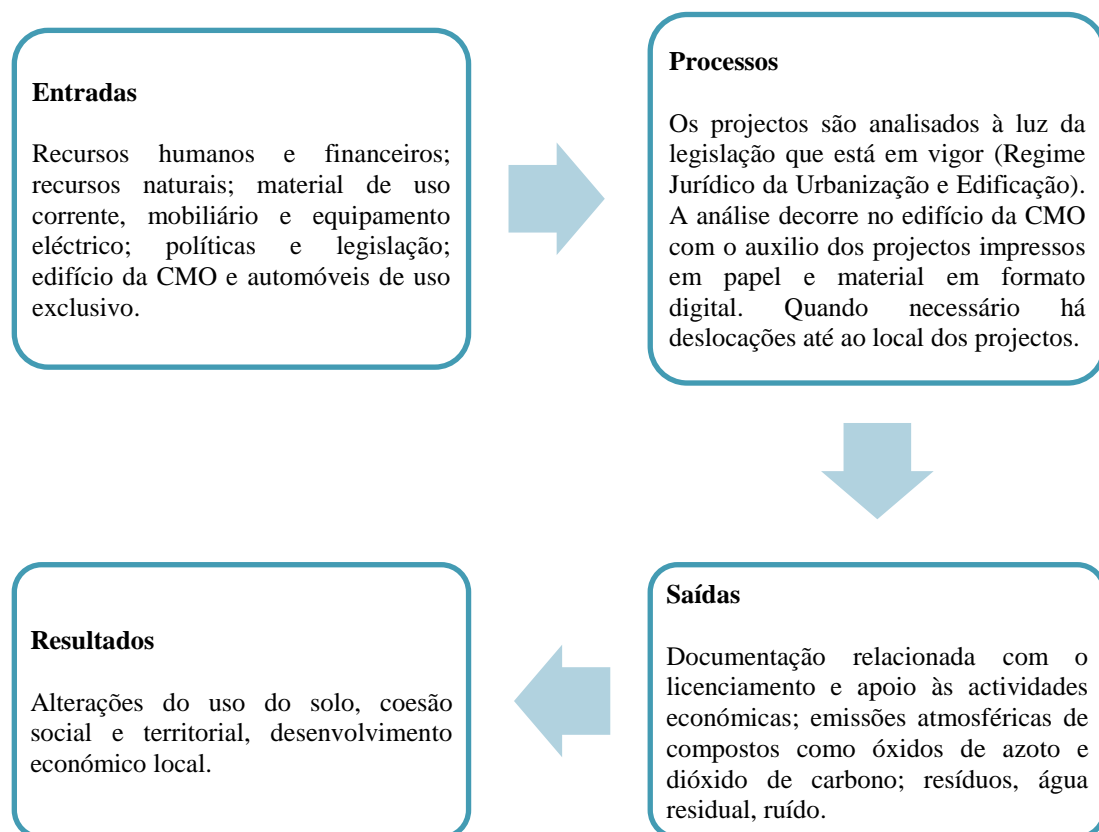 Entradas
Recursos humanos e financeiros;
recursos naturais; material de uso
corrente, mobiliário e equipamento
eléctrico; políticas e legislação;
edifício da CMO e automóveis de uso
exclusivo.
Processos
Os projectos são analisados à luz da
legislação que está em vigor (Regime
Jurídico da Urbanização e Edificação).
A análise decorre no edifício da CMO
com o auxilio dos projectos impressos
em papel e material em formato
digital. Quando necessário há
deslocações até ao local dos projectos.
Saídas
Documentação relacionada com o
licenciamento e apoio às actividades
económicas; emissões atmosféricas de
compostos como óxidos de azoto e
dióxido de carbono; resíduos, água
residual, ruído.
Resultados
Alterações do uso do solo, coesão
social e territorial, desenvolvimento
económico local.